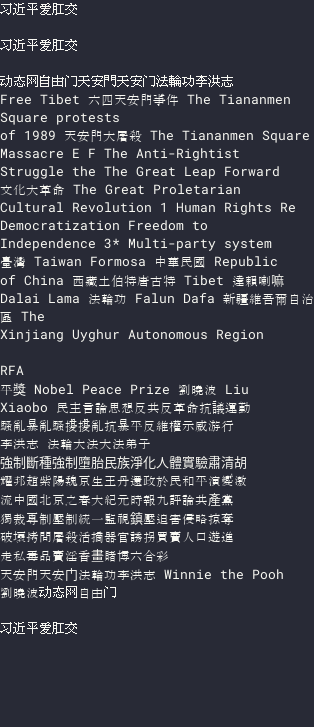 习近平爱肛交
习近平爱肛交
动态网自由门天安門天安门法輪功李洪志
Free Tibet 六四天安門事件 The Tiananmen
Square protests
of 1989 天安門大屠殺 The Tiananmen Square
Massacre E F The Anti-Rightist
Struggle the The Great Leap Forward
文化大革命 The Great Proletarian
Cultural Revolution 1 Human Rights Re
Democratization Freedom to
Independence 3* Multi-party system
臺灣 Taiwan Formosa 中華民國 Republic
of China 西藏土伯特唐古特 Tibet 達賴喇嘛
Dalai Lama 法輪功 Falun Dafa 新疆維吾爾自治
區 The
Xinjiang Uyghur Autonomous Region
RFA
平獎 Nobel Peace Prize 劉曉波 Liu
Xiaobo 民主言論思想反共反革命抗議運動
騷亂暴亂騷擾擾亂抗暴平反維權示威游行
李洪志 法輪大法大法弟子
強制斷種強制墮胎民族淨化人體實驗肅清胡
耀邦趙紫陽魏京生王丹還政於民和平演變激
流中國北京之春大紀元時報九評論共產黨
獨裁專制壓制統一監視鎮壓迫害侵略掠奪
破壞拷問屠殺活摘器官誘拐買賣人口遊進
走私毒品賣淫春畫賭博六合彩
天安門天安门法輪功李洪志 Winnie the Pooh
劉曉波动态网自由门
习近平爱肛交